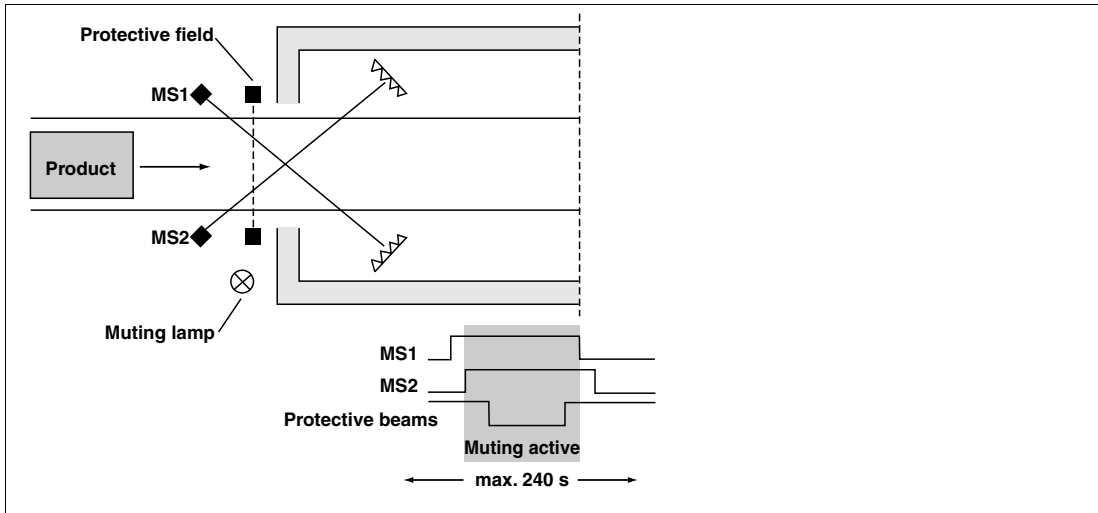 Protective field
MS1
Product
MS2
Muting lamp
MS1
MS2
Protective beams
Muting active
max. 240 s